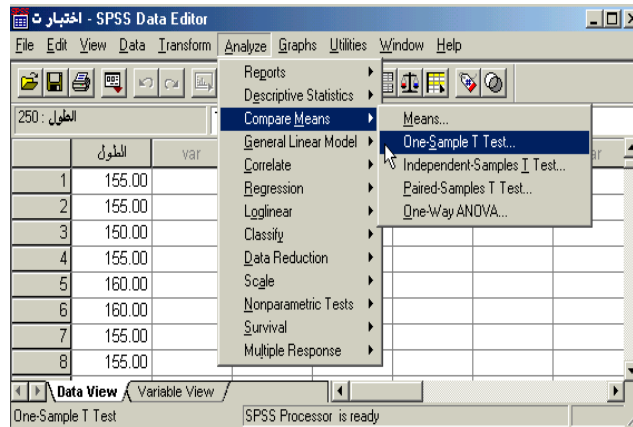 اختبار ت - SPSS Data Editor
File Edit View Data Transform Analyze Graphs Utilities Window Help
250 : الطول
Reports
Descriptive Statistics
Compare Means
General Linear Model
Correlate
Regression
Loglinear
Classify
Data Reduction
Scale
Nonparametric Tests
Survival
Multiple Response
Means...
One-Sample T Test...
Independent-Samples T Test...
Paired-Samples T Test...
One-Way ANOVA...
الطول var
1 155.00
2 155.00
3 150.00
4 155.00
5 160.00
6 160.00
7 155.00
8 155.00
Data View Variable View
One-Sample T Test SPSS Processor is ready